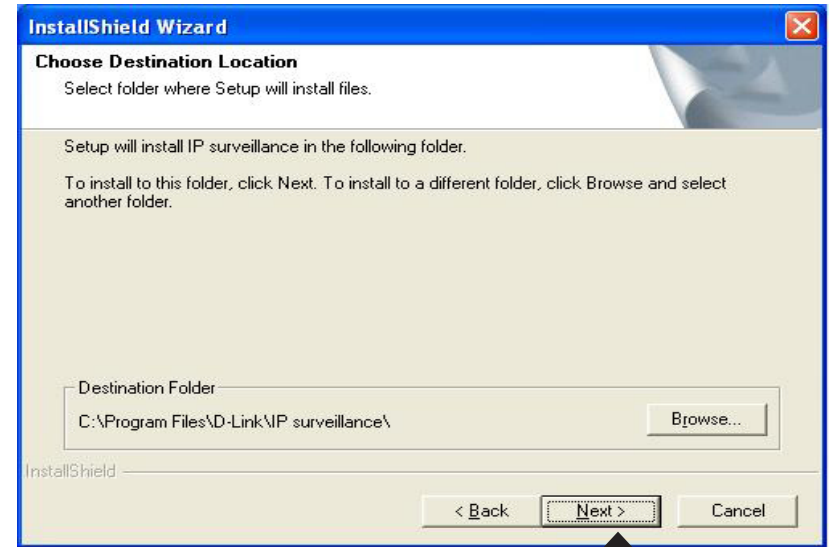 InstallShield Wizard
Choose Destination Location
Select folder where Setup will install files.
Setup will install IP surveillance in the following folder.
To install to this folder, click Next. To install to a different folder, click Browse and select
another folder.
Destination Folder
C:\Program Files\D-Link\IP surveillance\
Browse...
InstallShield
< Back
Next >
Cancel